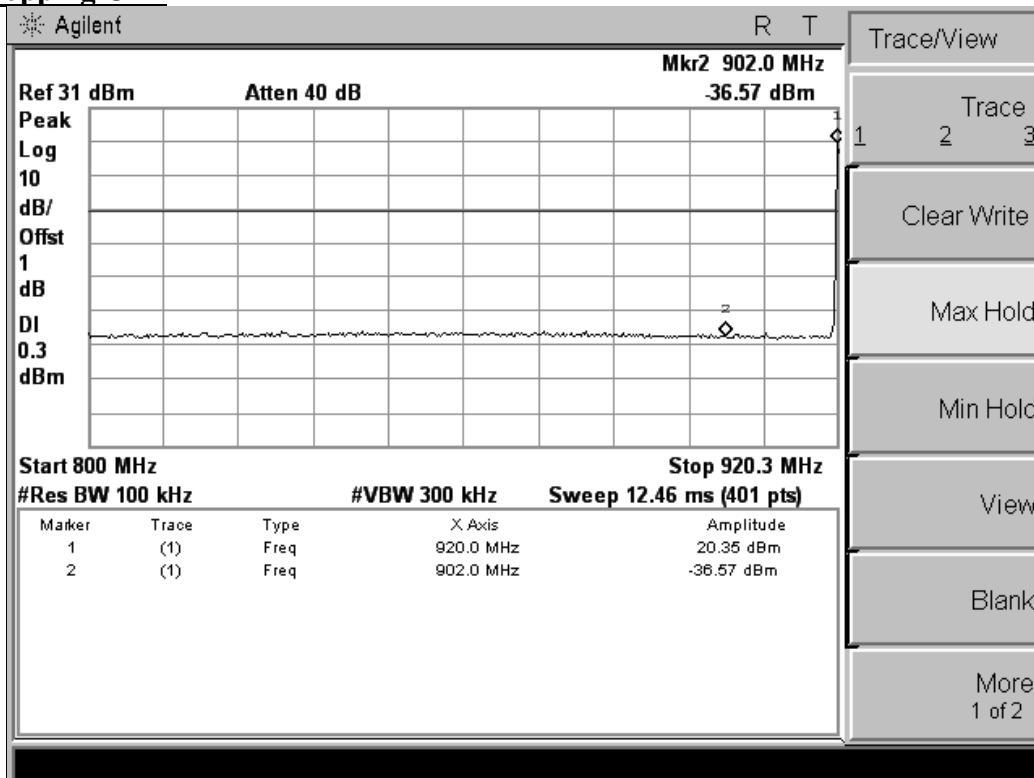 Agilent R T
Mkr2 902.0 MHz
Ref 31 dBm Atten 40 dB -36.57 dBm
Peak
Log
10
dB/
Offst
1
dB
DI
0.3
dBm
1
2
Start 800 MHz Stop 920.3 MHz
#Res BW 100 kHz #VBW 300 kHz Sweep 12.46 ms (401 pts)
Marker Trace Type X Axis Amplitude
1 (1) Freq 920.0 MHz 20.35 dBm
2 (1) Freq 902.0 MHz -36.57 dBm
Trace/View
Trace
1 2 3
Clear Write
Max Hold
Min Hold
View
Blank
More
1 of 2